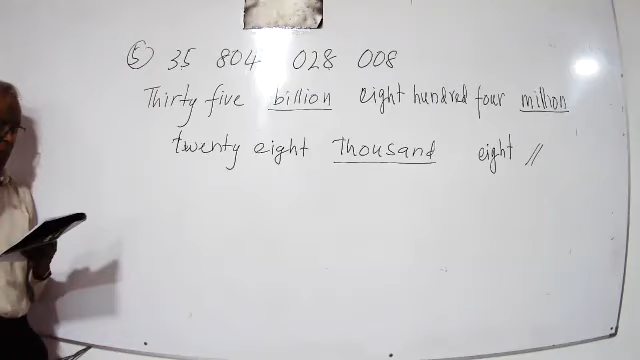 ⑤ 35 804 028 008
Thirty five billion eight hundred four million
twenty eight Thousand eight //